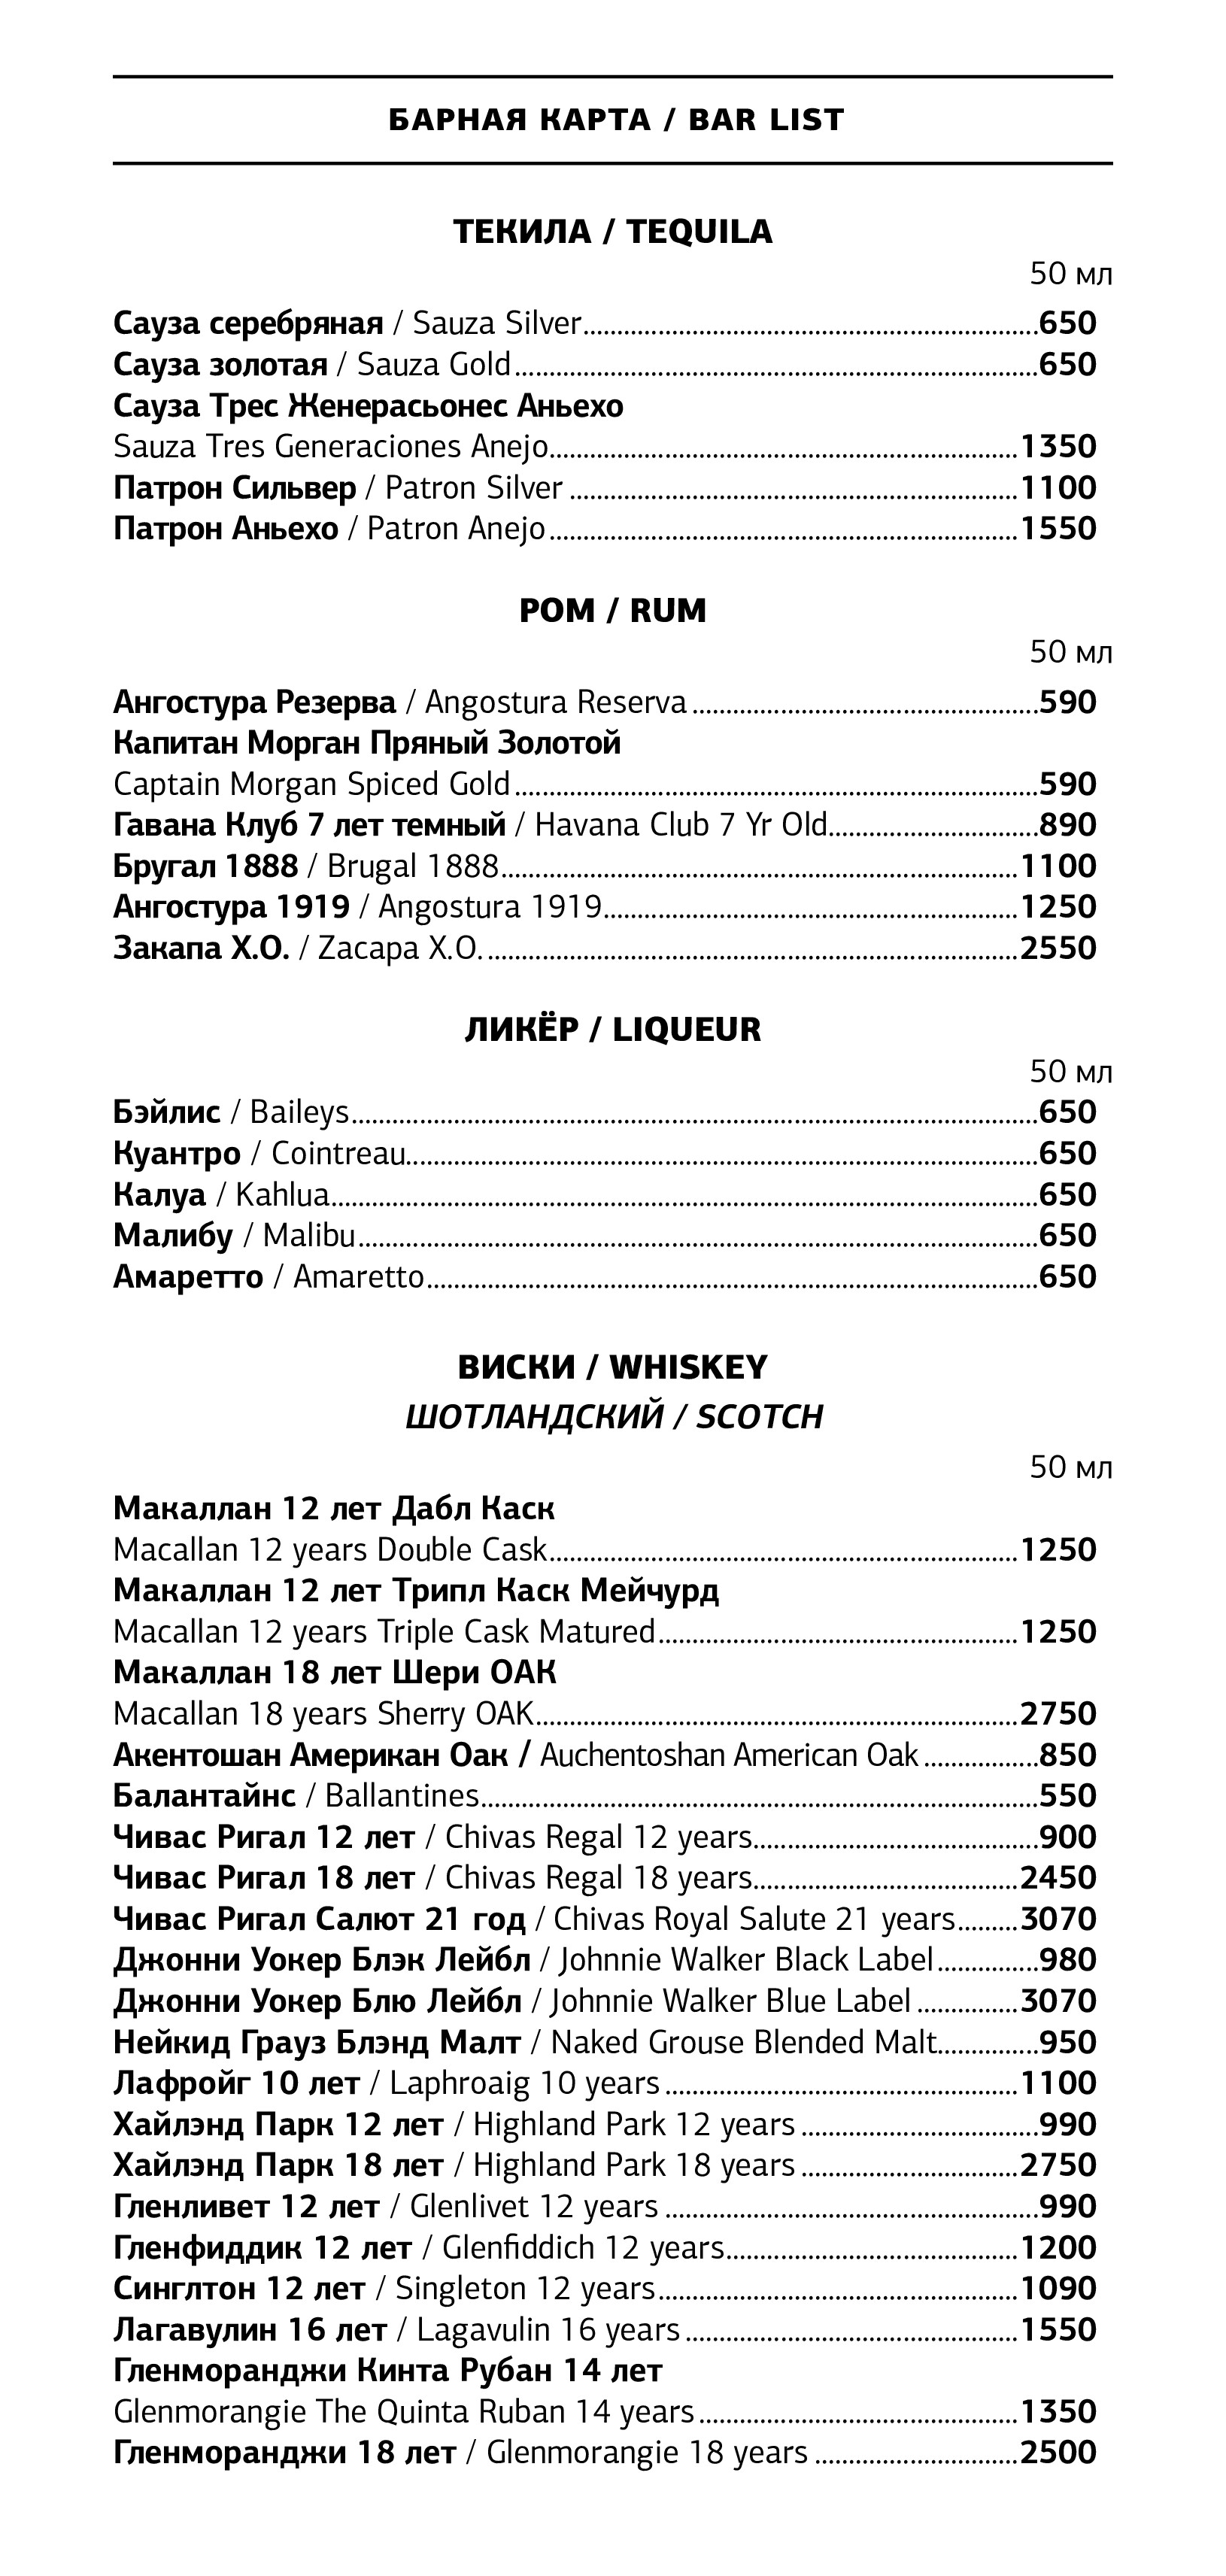 БАРНАЯ КАРТА / BAR LIST
ТЕКИЛА / TEQUILA
50 мл
Сауза серебряная / Sauza Silver 650
Сауза золотая / Sauza Gold 650
Сауза Трес Женерасьонес Аньехо
Sauza Tres Generaciones Anejo 1350
Патрон Сильвер / Patron Silver 1100
Патрон Аньехо / Patron Anejo 1550
РОМ / RUM
50 мл
Ангостура Резерва / Angostura Reserva 590
Капитан Морган Пряный Золотой
Captain Morgan Spiced Gold 590
Гавана Клуб 7 лет темный / Havana Club 7 Yr Old 890
Бругал 1888 / Brugal 1888 1100
Ангостура 1919 / Angostura 1919 1250
Закапа Х.О. / Zacapa X.O. 2550
ЛИКЁР / LIQUEUR
50 мл
Бэйлис / Baileys 650
Куантро / Cointreau 650
Калуа / Kahlua 650
Малибу / Malibu 650
Амаретто / Amaretto 650
ВИСКИ / WHISKEY
ШОТЛАНДСКИЙ / SCOTCH
50 мл
Макаллан 12 лет Дабл Каск
Macallan 12 years Double Cask 1250
Макаллан 12 лет Трипл Каск Мейчурд
Macallan 12 years Triple Cask Matured 1250
Макаллан 18 лет Шери ОАК
Macallan 18 years Sherry OAK 2750
Акентошан Американ Оак / Auchentoshan American Oak 850
Балантайнс / Ballantines 550
Чивас Ригал 12 лет / Chivas Regal 12 years 900
Чивас Ригал 18 лет / Chivas Regal 18 years 2450
Чивас Ригал Салют 21 год / Chivas Royal Salute 21 years 3070
Джонни Уокер Блэк Лейбл / Johnnie Walker Black Label 980
Джонни Уокер Блю Лейбл / Johnnie Walker Blue Label 3070
Нейкид Грауз Блэнд Малт / Naked Grouse Blended Malt 950
Лафройг 10 лет / Laphroaig 10 years 1100
Хайлэнд Парк 12 лет / Highland Park 12 years 990
Хайлэнд Парк 18 лет / Highland Park 18 years 2750
Гленливет 12 лет / Glenlivet 12 years 990
Гленфиддик 12 лет / Glenfiddich 12 years 1200
Синглтон 12 лет / Singleton 12 years 1090
Лагавулин 16 лет / Lagavulin 16 years 1550
Гленморанджи Кинта Рубан 14 лет
Glenmorangie The Quinta Ruban 14 years 1350
Гленморанджи 18 лет / Glenmorangie 18 years 2500